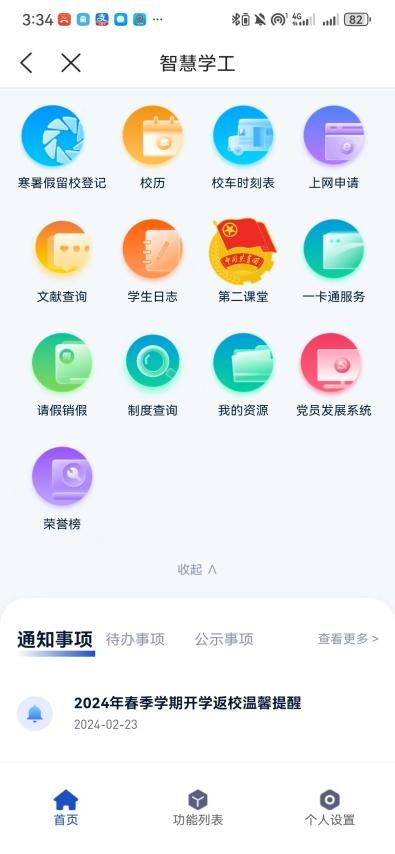 3:34
4G
82
智慧学工
寒暑假留校登记
校历
校车时刻表
上网申请
文献查询
学生日志
第二课堂
一卡通服务
请假销假
制度查询
我的资源
党员发展系统
荣誉榜
收起
通知事项
待办事项
公示事项
查看更多 >
2024年春季学期开学返校温馨提醒
2024-02-23
首页
功能列表
个人设置